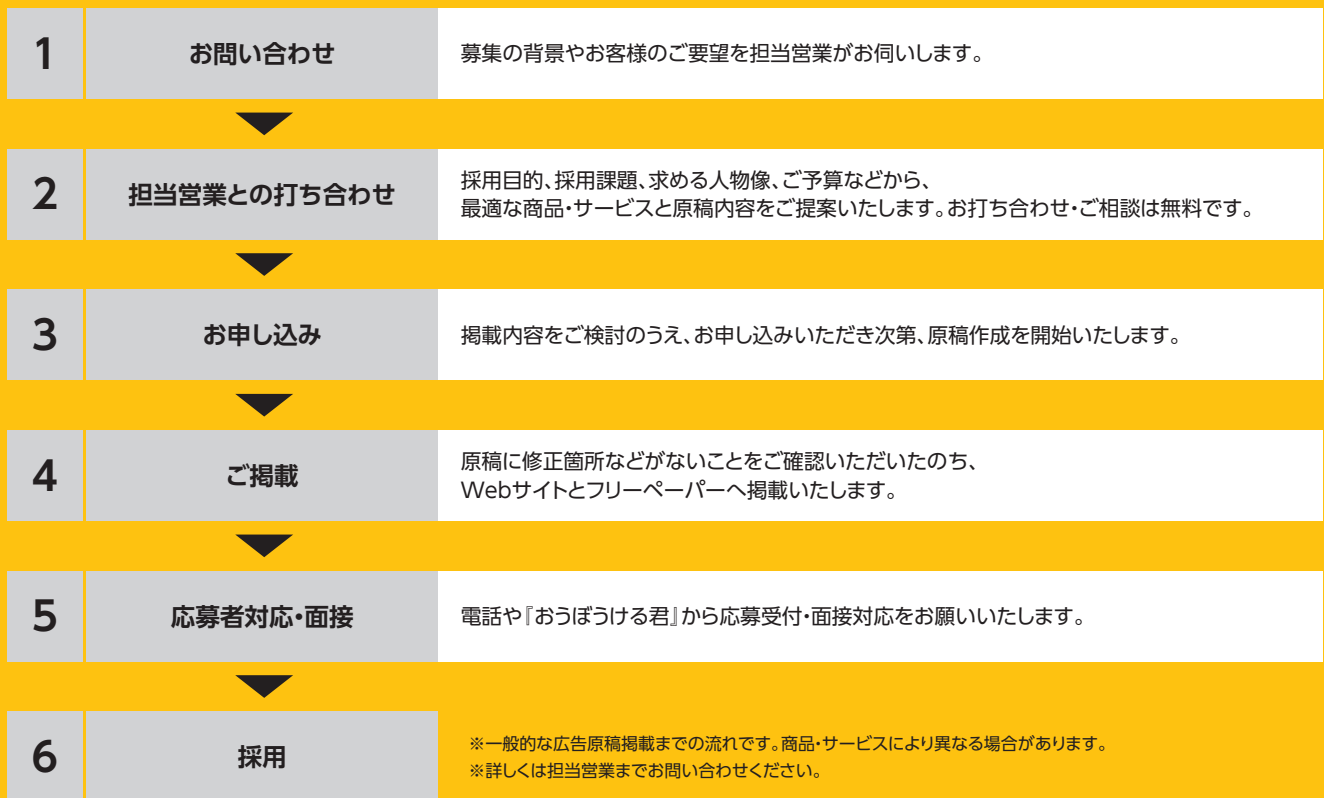 1
お問い合わせ
募集の背景やお客様のご要望を担当営業がお伺いします。
2
担当営業との打ち合わせ
採用目的、採用課題、求める人物像、ご予算などから、
最適な商品・サービスと原稿内容をご提案いたします。お打ち合わせ・ご相談は無料です。
3
お申し込み
掲載内容をご検討のうえ、お申し込みいただき次第、原稿作成を開始いたします。
4
ご掲載
原稿に修正箇所などがないことをご確認いただいたのち、
Webサイトとフリーペーパーへ掲載いたします。
5
応募者対応・面接
電話や『おうぼうける君』から応募受付・面接対応をお願いいたします。
6
採用
※一般的な広告原稿掲載までの流れです。商品・サービスにより異なる場合があります。
※詳しくは担当営業までお問い合わせください。